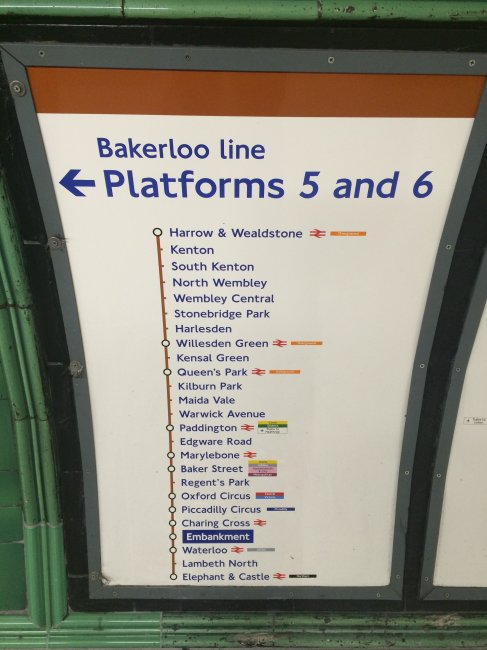 Bakerloo line
← Platforms 5 and 6
Harrow & Wealdstone
Kenton
South Kenton
North Wembley
Wembley Central
Stonebridge Park
Harlesden
Willesden Green
Kensal Green
Queen's Park
Kilburn Park
Maida Vale
Warwick Avenue
Paddington
Edgware Road
Marylebone
Baker Street
Regent's Park
Oxford Circus
Piccadilly Circus
Charing Cross
Embankment
Waterloo
Lambeth North
Elephant & Castle